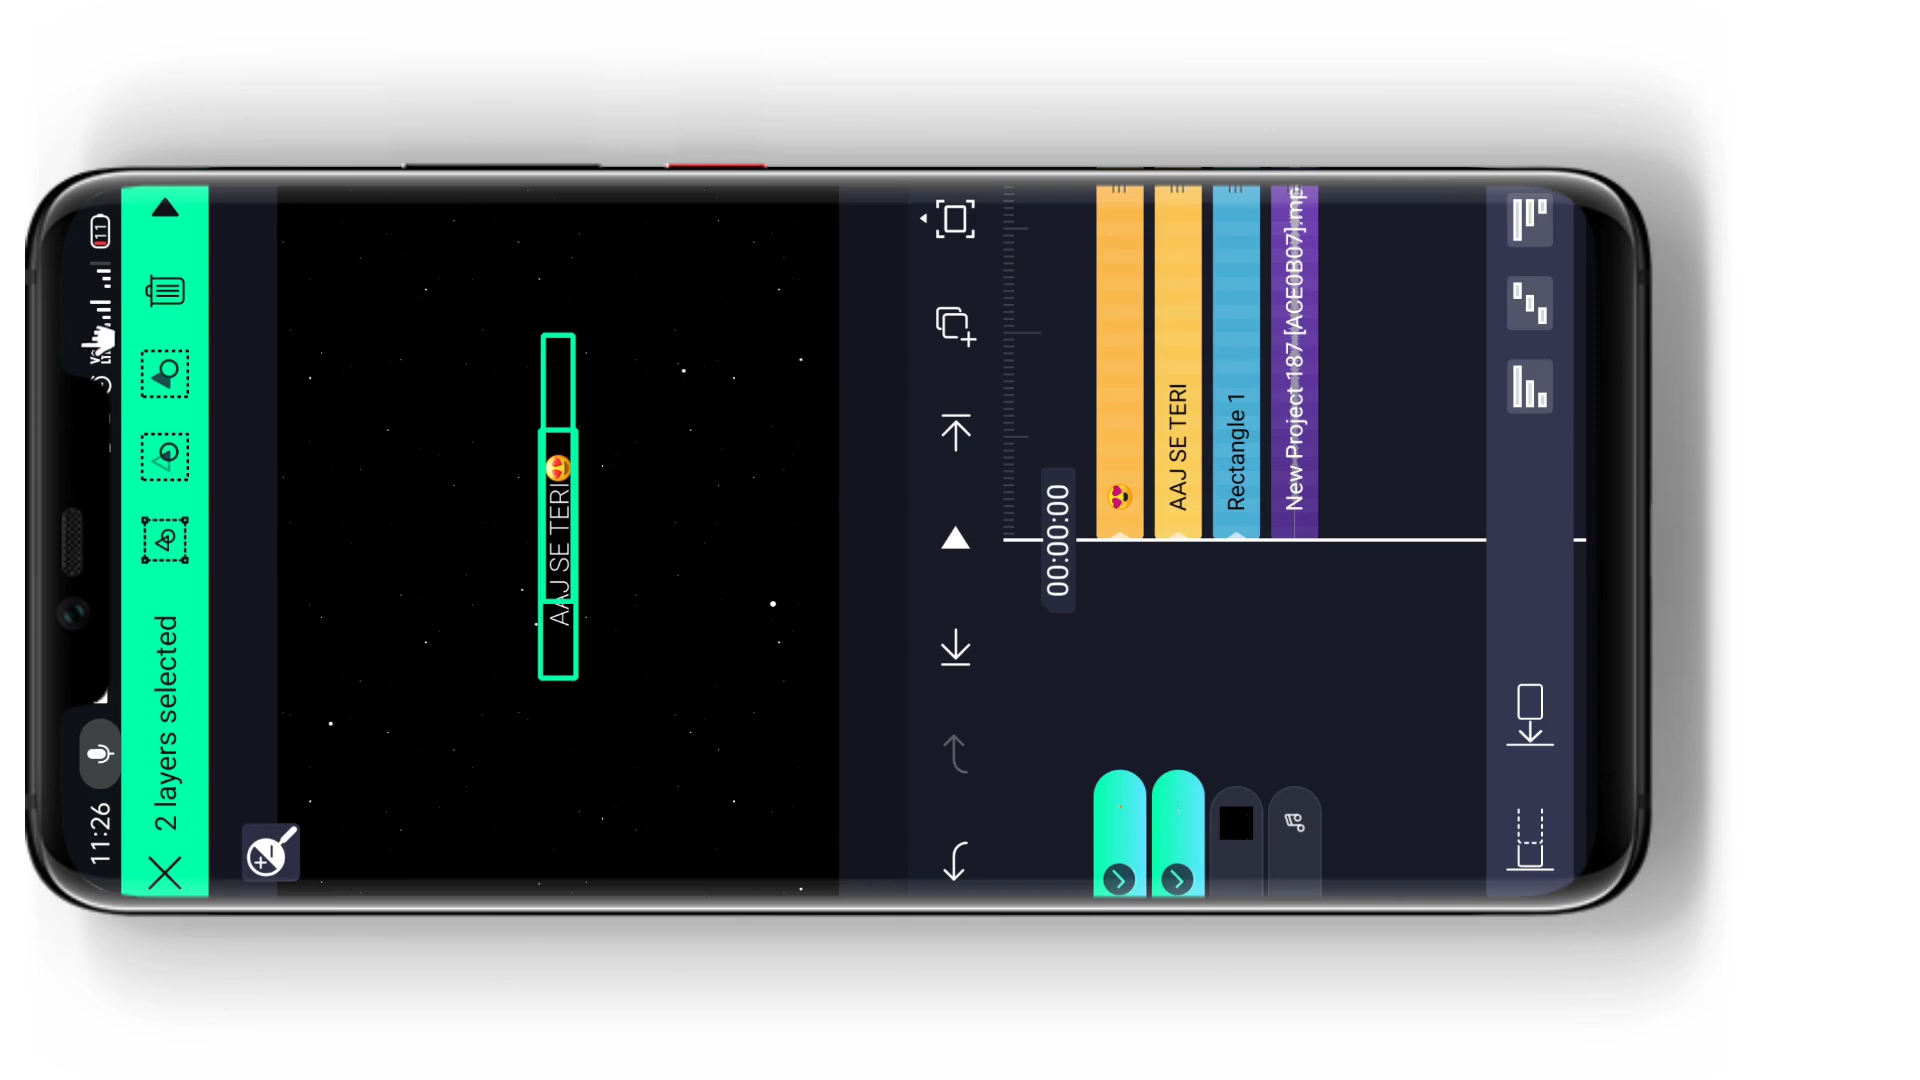 11:26
11
2 layers selected
AAJ SE TERI😍
00:00:00
😍
AAJ SE TERI
Rectangle 1
New Project 187 [ACE0B07].mp